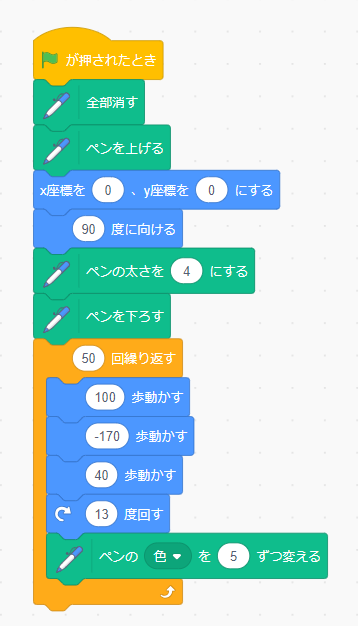 が押されたとき
全部消す
ペンを上げる
x座標を 0 、y座標を 0 にする
90 度に向ける
ペンの太さを 4 にする
ペンを下ろす
50 回繰り返す
100 歩動かす
-170 歩動かす
40 歩動かす
13 度回す
ペンの 色 を 5 ずつ変える